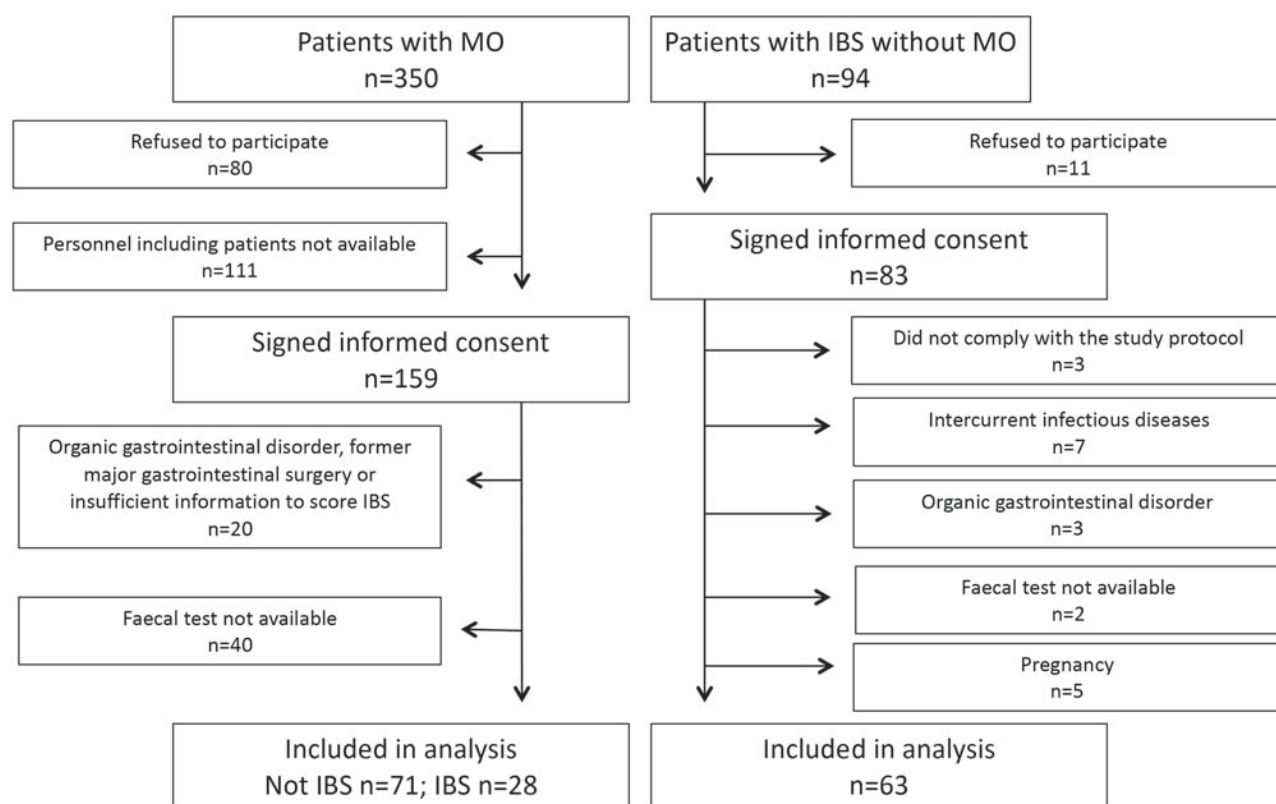 Patients with MO
n=350
Refused to participate
n=80
Personnel including patients not available
n=111
Signed informed consent
n=159
Organic gastrointestinal disorder, former
major gastrointestinal surgery or
insufficient information to score IBS
n=20
Faecal test not available
n=40
Included in analysis
Not IBS n=71; IBS n=28
Patients with IBS without MO
n=94
Refused to participate
n=11
Signed informed consent
n=83
Did not comply with the study protocol
n=3
Intercurrent infectious diseases
n=7
Organic gastrointestinal disorder
n=3
Faecal test not available
n=2
Pregnancy
n=5
Included in analysis
n=63